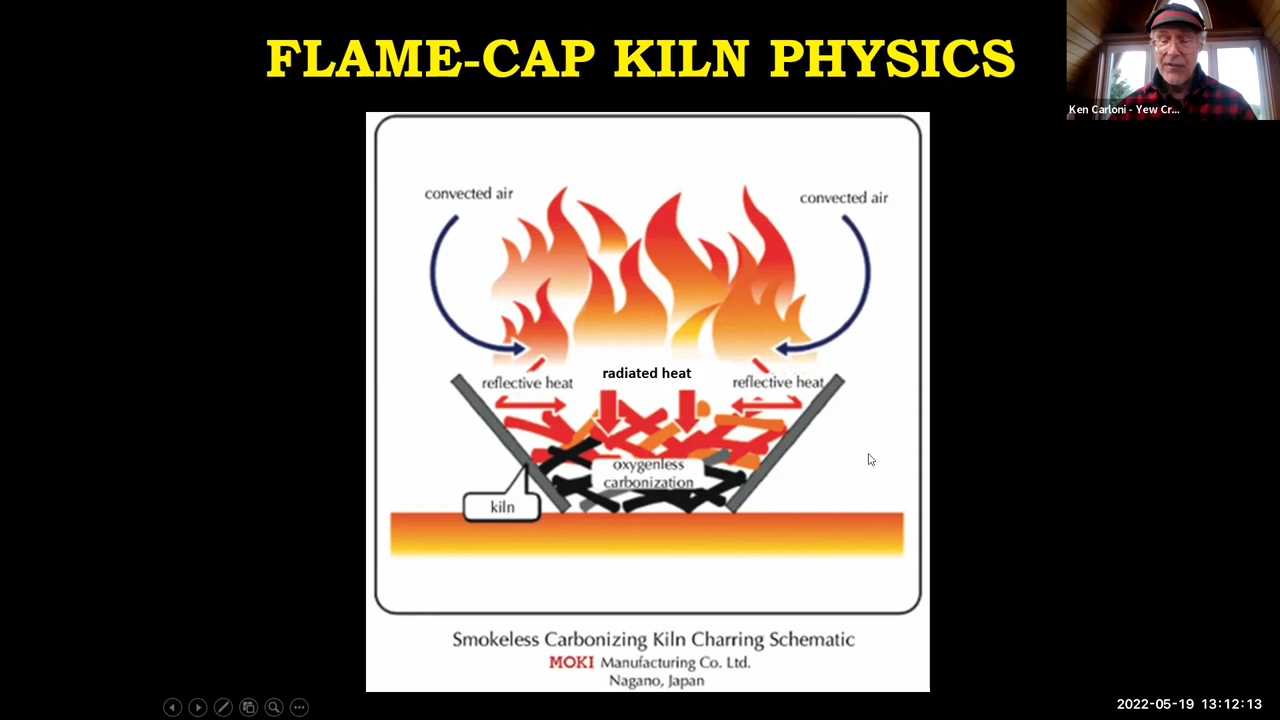 FLAME-CAP KILN PHYSICS
Ken Carloni - Yew Cr...
convected air
convected air
radiated heat
reflective heat
reflective heat
oxygenless
carbonization
kiln
Smokeless Carbonizing Kiln Charring Schematic
MOKI Manufacturing Co. Ltd.
Nagano, Japan
2022-05-19 13:12:13